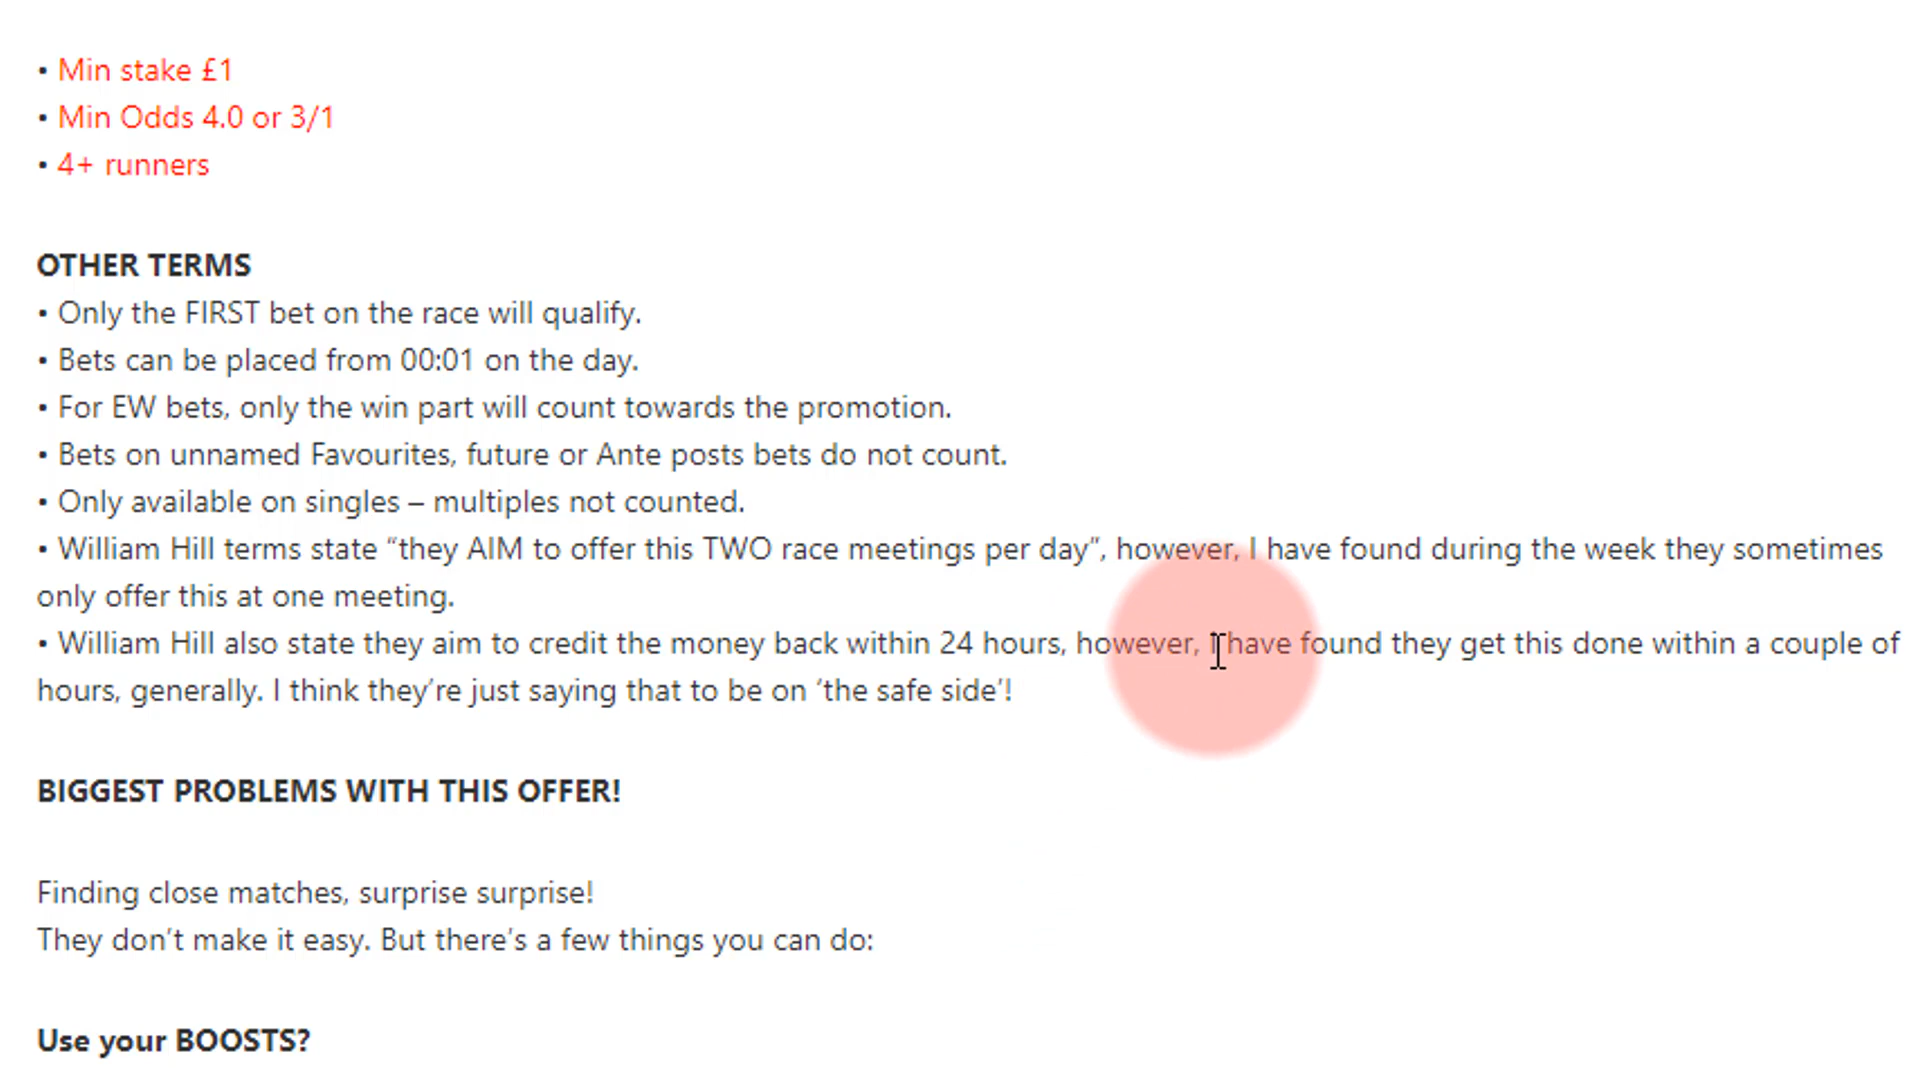 • Min stake £1
• Min Odds 4.0 or 3/1
• 4+ runners
OTHER TERMS
• Only the FIRST bet on the race will qualify.
• Bets can be placed from 00:01 on the day.
• For EW bets, only the win part will count towards the promotion.
• Bets on unnamed Favourites, future or Ante posts bets do not count.
• Only available on singles – multiples not counted.
• William Hill terms state “they AIM to offer this TWO race meetings per day”, however, I have found during the week they sometimes
only offer this at one meeting.
• William Hill also state they aim to credit the money back within 24 hours, however, I have found they get this done within a couple of
hours, generally. I think they’re just saying that to be on ‘the safe side’!
BIGGEST PROBLEMS WITH THIS OFFER!
Finding close matches, surprise surprise!
They don’t make it easy. But there’s a few things you can do:
Use your BOOSTS?